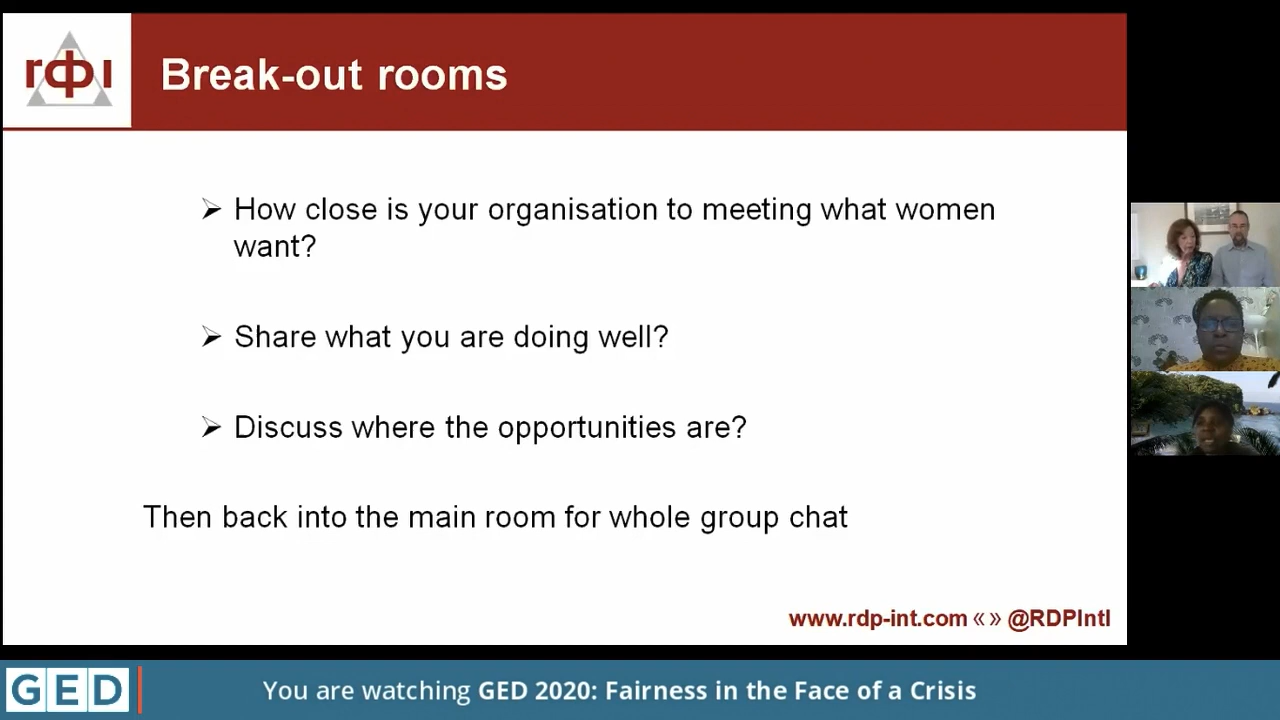 rφι
Break-out rooms
➢ How close is your organisation to meeting what women
want?
➢ Share what you are doing well?
➢ Discuss where the opportunities are?
Then back into the main room for whole group chat
www.rdp-int.com «» @RDPIntl
GED
You are watching GED 2020: Fairness in the Face of a Crisis